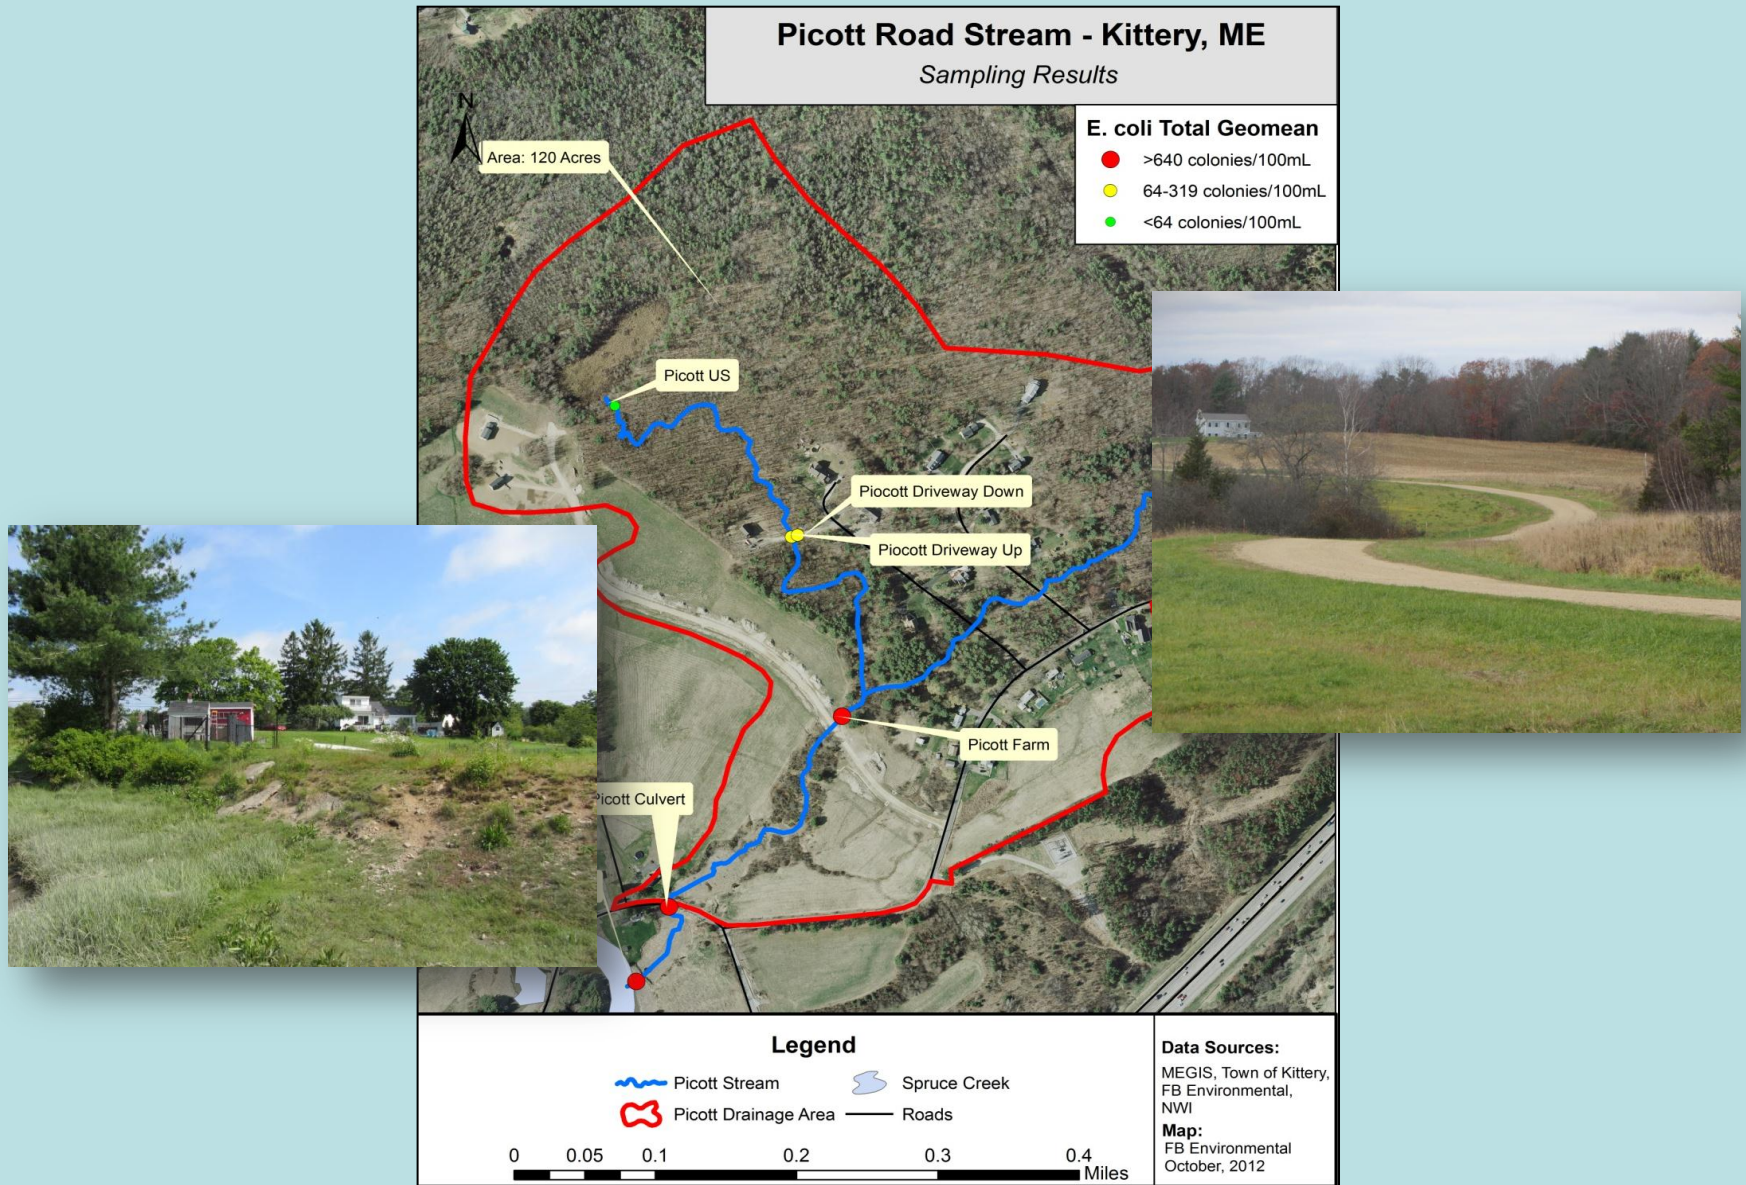 Picott Road Stream - Kittery, ME
Sampling Results
N
E. coli Total Geomean
>640 colonies/100mL
64-319 colonies/100mL
<64 colonies/100mL
Area: 120 Acres
Picott US
Piocott Driveway Down
Piocott Driveway Up
Picott Farm
Picott Culvert
Legend
Picott Stream
Spruce Creek
Picott Drainage Area
Roads
0 0.05 0.1 0.2 0.3 0.4
Miles
Data Sources:
MEGIS, Town of Kittery,
FB Environmental,
NWI
Map:
FB Environmental
October, 2012